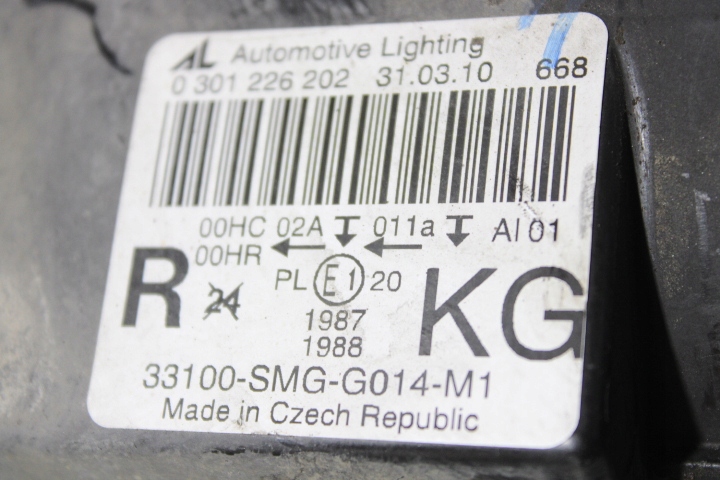 AL Automotive Lighting
0 301 226 202 31.03.10 668
00HC 02A 011a AI 01
00HR
R 24 PL E1 20 KG
1987
1988
33100-SMG-G014-M1
Made in Czech Republic